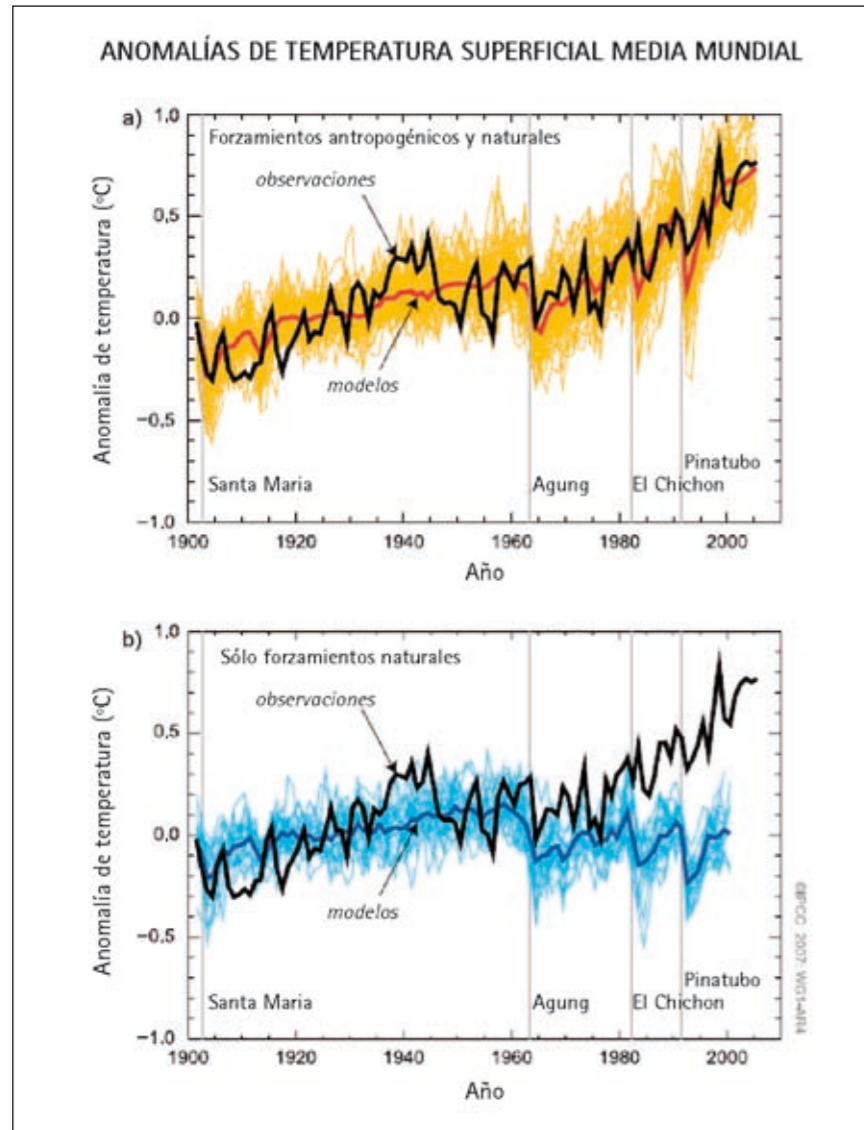 ANOMALÍAS DE TEMPERATURA SUPERFICIAL MEDIA MUNDIAL
a)
Forzamientos antropogénicos y naturales
observaciones
modelos
Anomalía de temperatura (ºC)
1.0
0.5
0.0
−0.5
−1.0
Santa Maria
Agung
El Chichon
Pinatubo
1900 1920 1940 1960 1980 2000
Año
b)
Sólo forzamientos naturales
observaciones
modelos
Anomalía de temperatura (ºC)
1.0
0.5
0.0
−0.5
−1.0
Santa Maria
Agung
El Chichon
Pinatubo
1900 1920 1940 1960 1980 2000
Año
©IPCC 2007: WG1-AR4